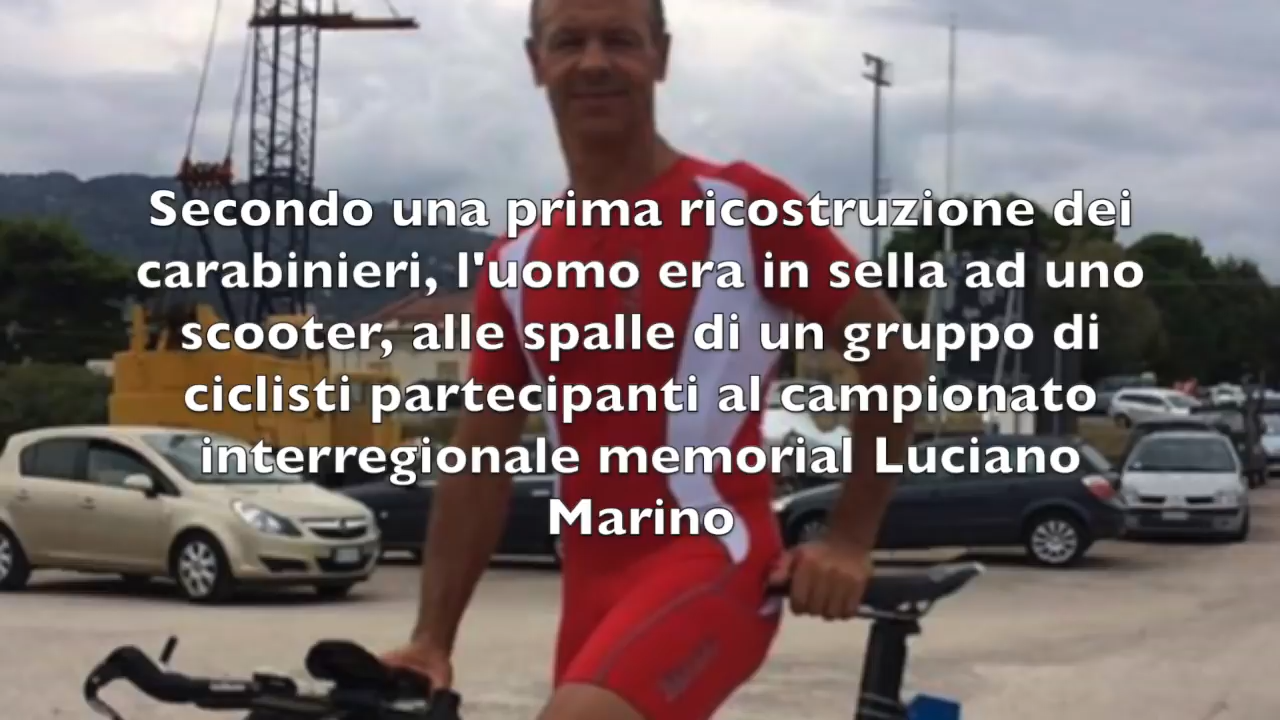 Secondo una prima ricostruzione dei
carabinieri, l'uomo era in sella ad uno
scooter, alle spalle di un gruppo di
ciclisti partecipanti al campionato
interregionale memorial Luciano
Marino